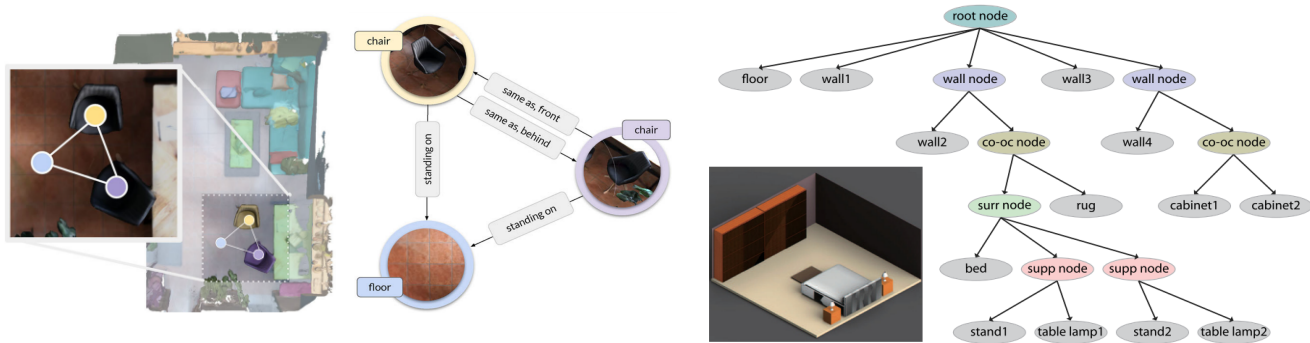 chair
same as, front
same as, behind
standing on
chair
standing on
floor
root node
floor
wall1
wall node
wall3
wall node
wall2
co-oc node
wall4
co-oc node
surr node
rug
cabinet1
cabinet2
bed
supp node
supp node
stand1
table lamp1
stand2
table lamp2